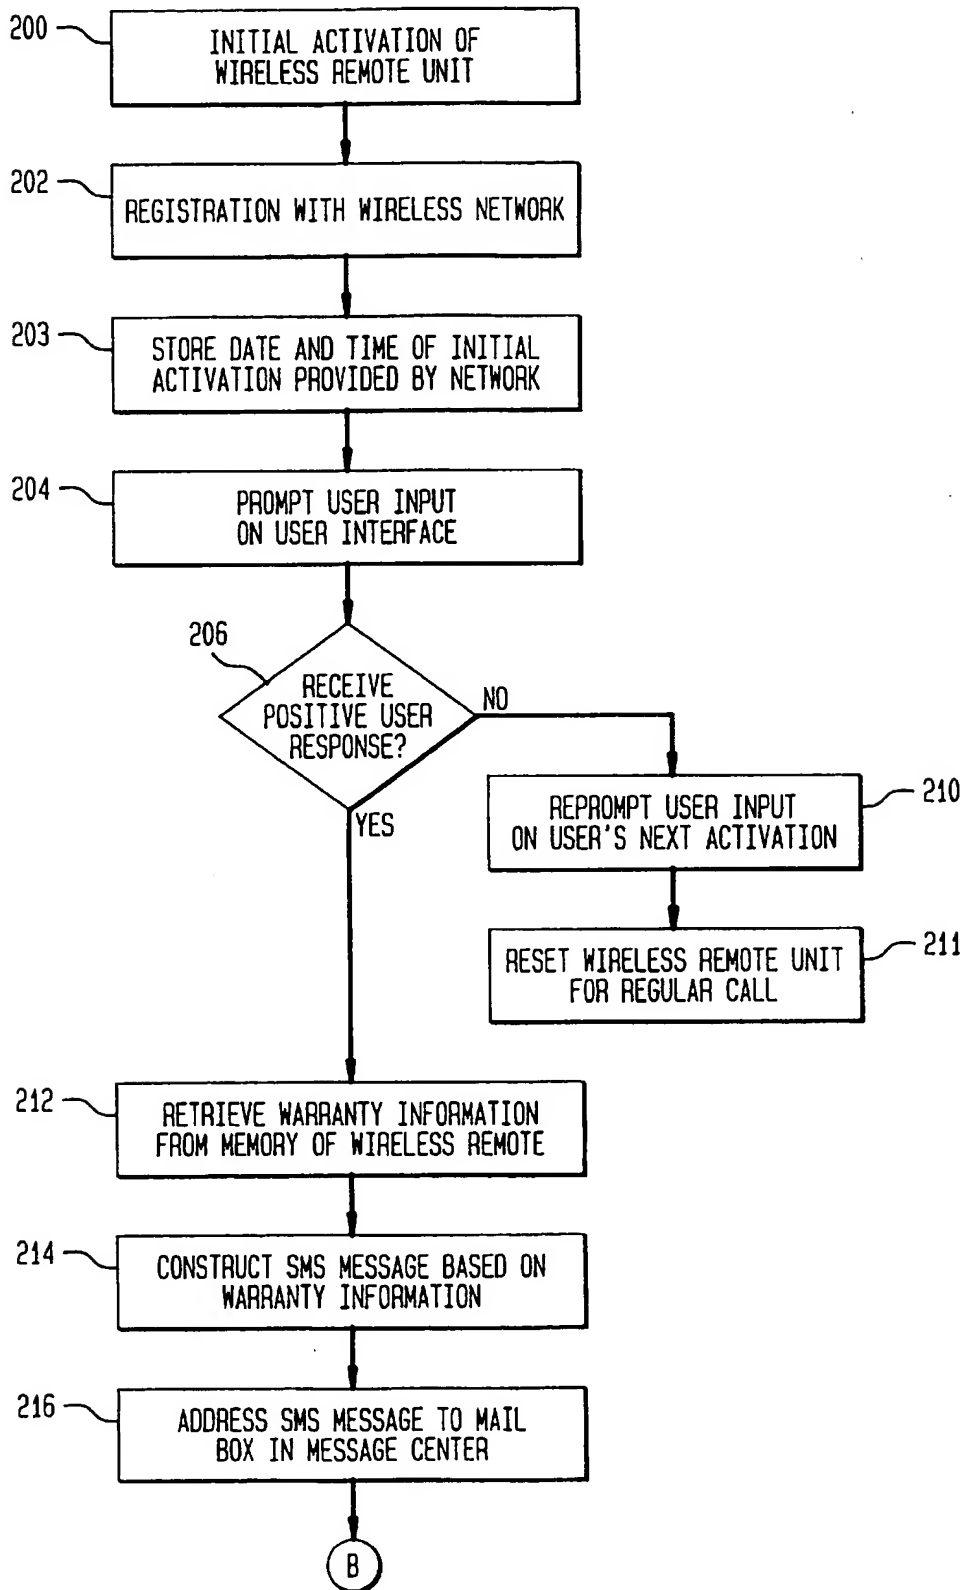 200
INITIAL ACTIVATION OF
WIRELESS REMOTE UNIT
202
REGISTRATION WITH WIRELESS NETWORK
203
STORE DATE AND TIME OF INITIAL
ACTIVATION PROVIDED BY NETWORK
204
PROMPT USER INPUT
ON USER INTERFACE
206
RECEIVE
POSITIVE USER
RESPONSE?
NO
YES
210
REPROMPT USER INPUT
ON USER'S NEXT ACTIVATION
211
RESET WIRELESS REMOTE UNIT
FOR REGULAR CALL
212
RETRIEVE WARRANTY INFORMATION
FROM MEMORY OF WIRELESS REMOTE
214
CONSTRUCT SMS MESSAGE BASED ON
WARRANTY INFORMATION
216
ADDRESS SMS MESSAGE TO MAIL
BOX IN MESSAGE CENTER
B